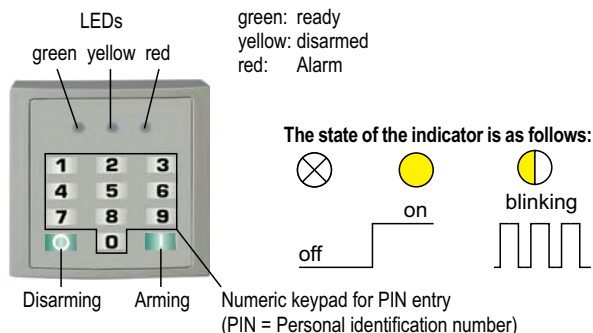 LEDs
green yellow red
green: ready
yellow: disarmed
red: Alarm
The state of the indicator is as follows:
off
on
blinking
1 2 3
4 5 6
7 8 9
0
Disarming
Arming
Numeric keypad for PIN entry
(PIN = Personal identification number)